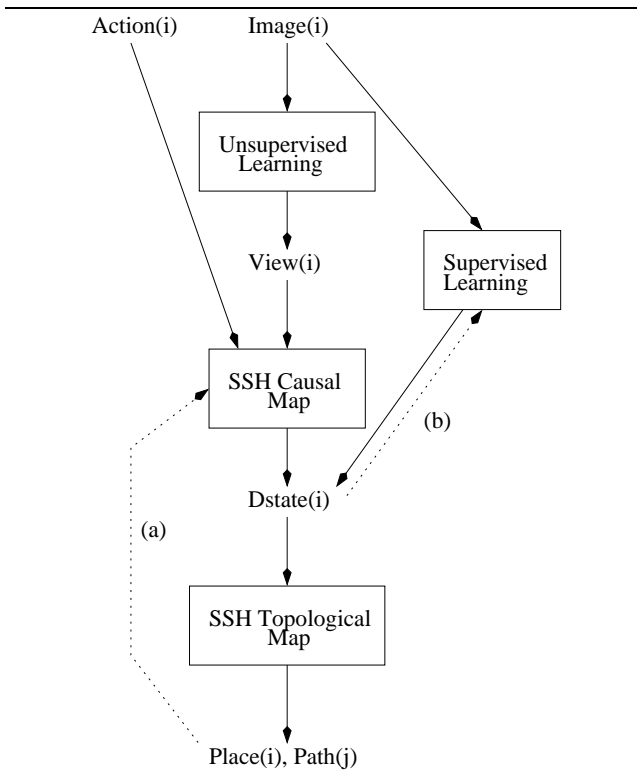 Action(i)
Image(i)
Unsupervised
Learning
View(i)
Supervised
Learning
SSH Causal
Map
(b)
Dstate(i)
(a)
SSH Topological
Map
Place(i), Path(j)